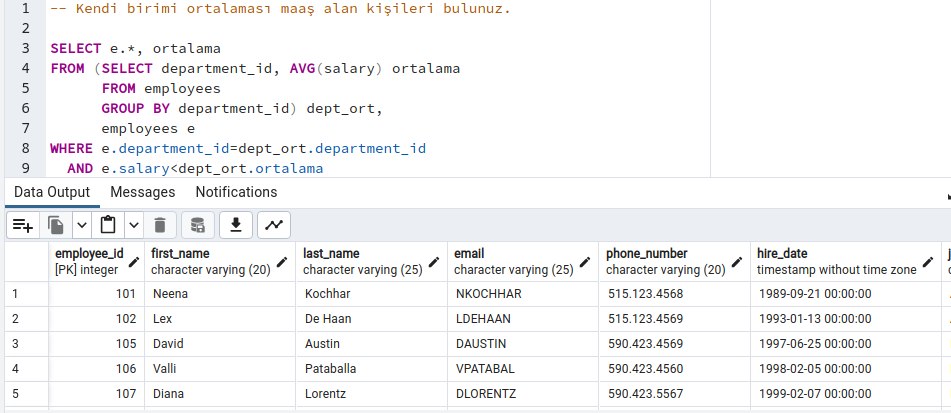 1 -- Kendi birimi ortalaması maaş alan kişileri bulunuz.
2
3 SELECT e.*, ortalama
4 FROM (SELECT department_id, AVG(salary) ortalama
5 FROM employees
6 GROUP BY department_id) dept_ort,
7 employees e
8 WHERE e.department_id=dept_ort.department_id
9 AND e.salary<dept_ort.ortalama
Data Output Messages Notifications
employee_id first_name last_name email phone_number hire_date
[PK] integer character varying (20) character varying (25) character varying (25) character varying (20) timestamp without time zone
1 101 Neena Kochhar NKOCHHAR 515.123.4568 1989-09-21 00:00:00
2 102 Lex De Haan LDEHAAN 515.123.4569 1993-01-13 00:00:00
3 105 David Austin DAUSTIN 590.423.4569 1997-06-25 00:00:00
4 106 Valli Pataballa VPATABAL 590.423.4560 1998-02-05 00:00:00
5 107 Diana Lorentz DLORENTZ 590.423.5567 1999-02-07 00:00:00